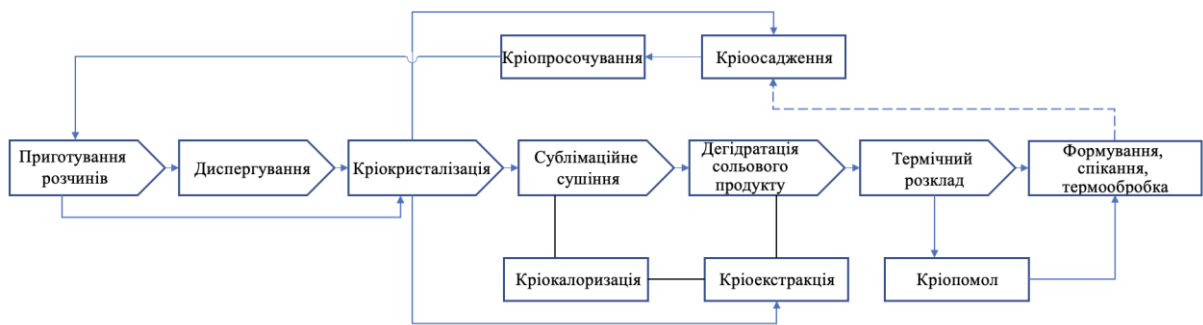 Кріопросочування
Кріоосадження
Приготування
розчинів
Диспергування
Кріокристалізація
Сублімаційне
сушіння
Дегідратація
сольового
продукту
Термічний
розклад
Формування,
спікання,
термообробка
Кріокалоризація
Кріоекстракція
Кріопомол